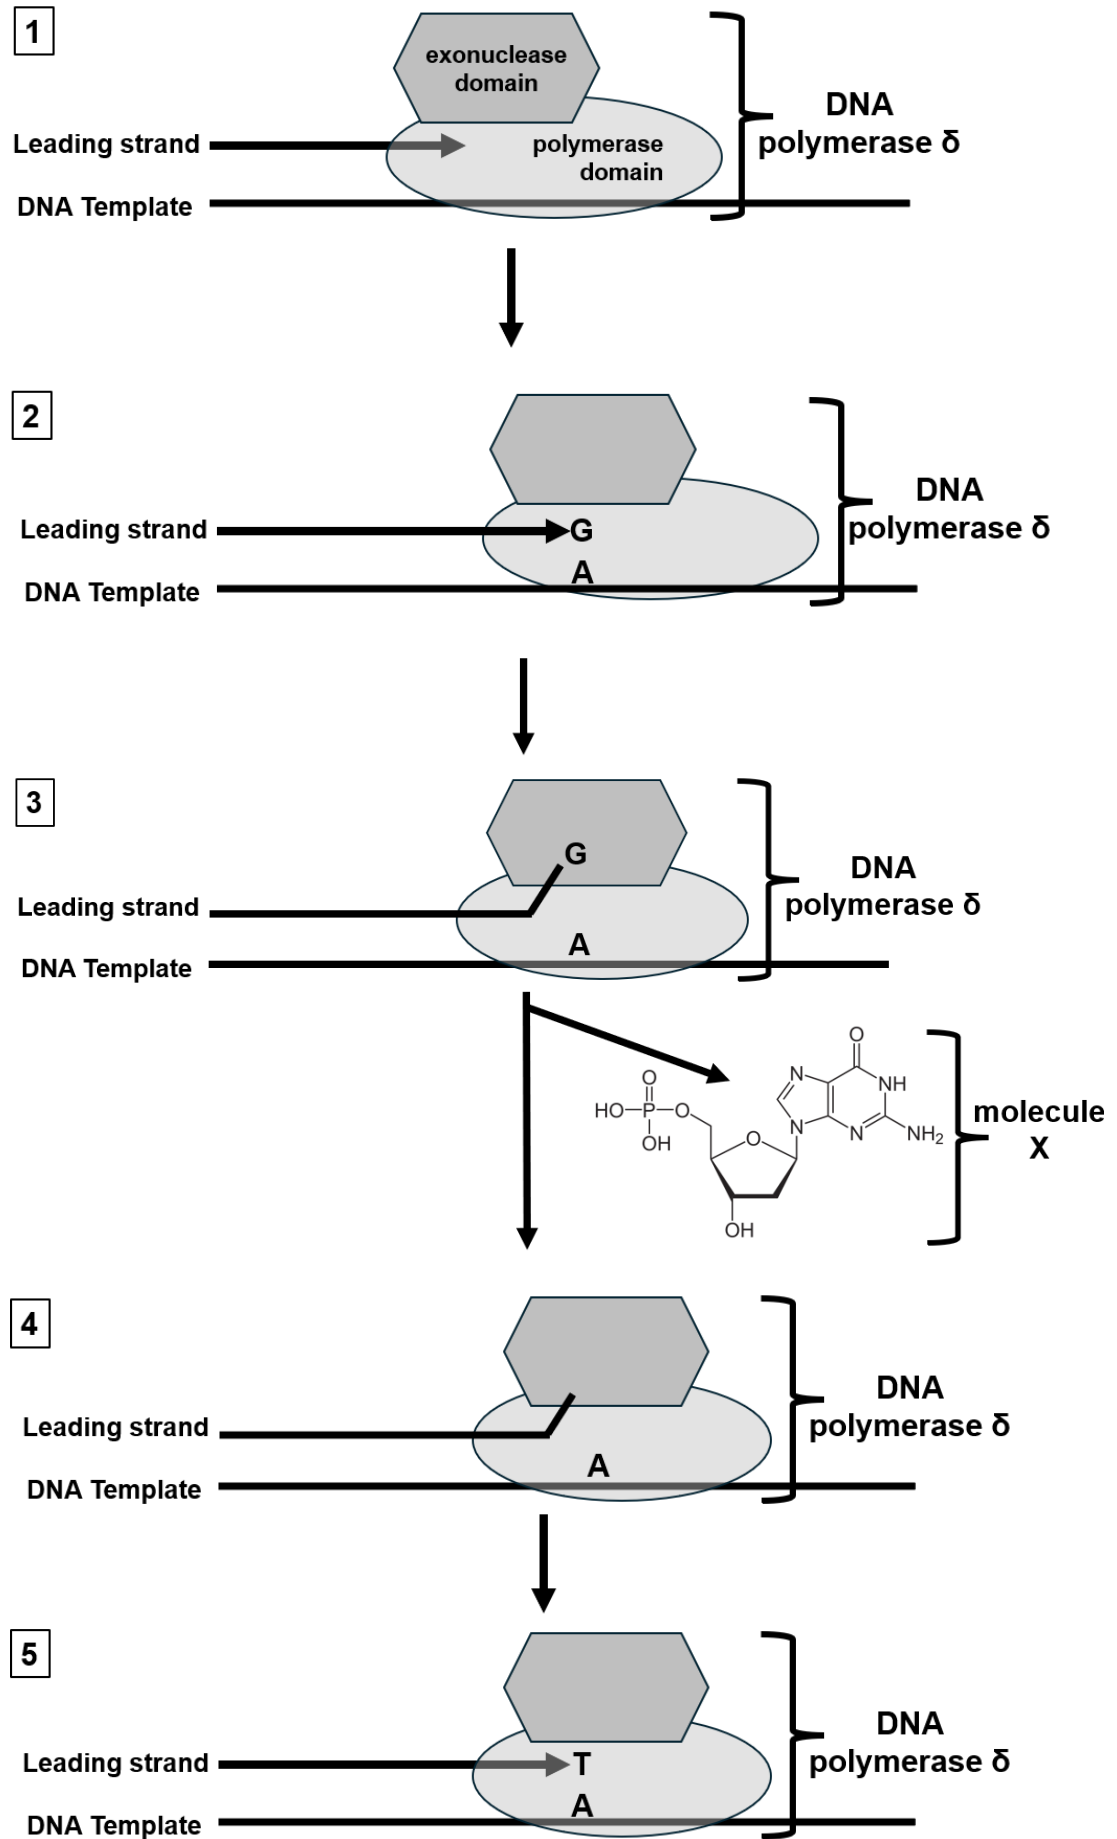 1
exonuclease
domain
polymerase
domain
Leading strand
DNA Template
DNA
polymerase δ
2
Leading strand
G
A
DNA Template
DNA
polymerase δ
3
G
Leading strand
A
DNA Template
DNA
polymerase δ
O
HO P O
OH
O
OH
N
N
O
NH
N
NH2
molecule
X
4
Leading strand
A
DNA Template
DNA
polymerase δ
5
Leading strand
T
A
DNA Template
DNA
polymerase δ